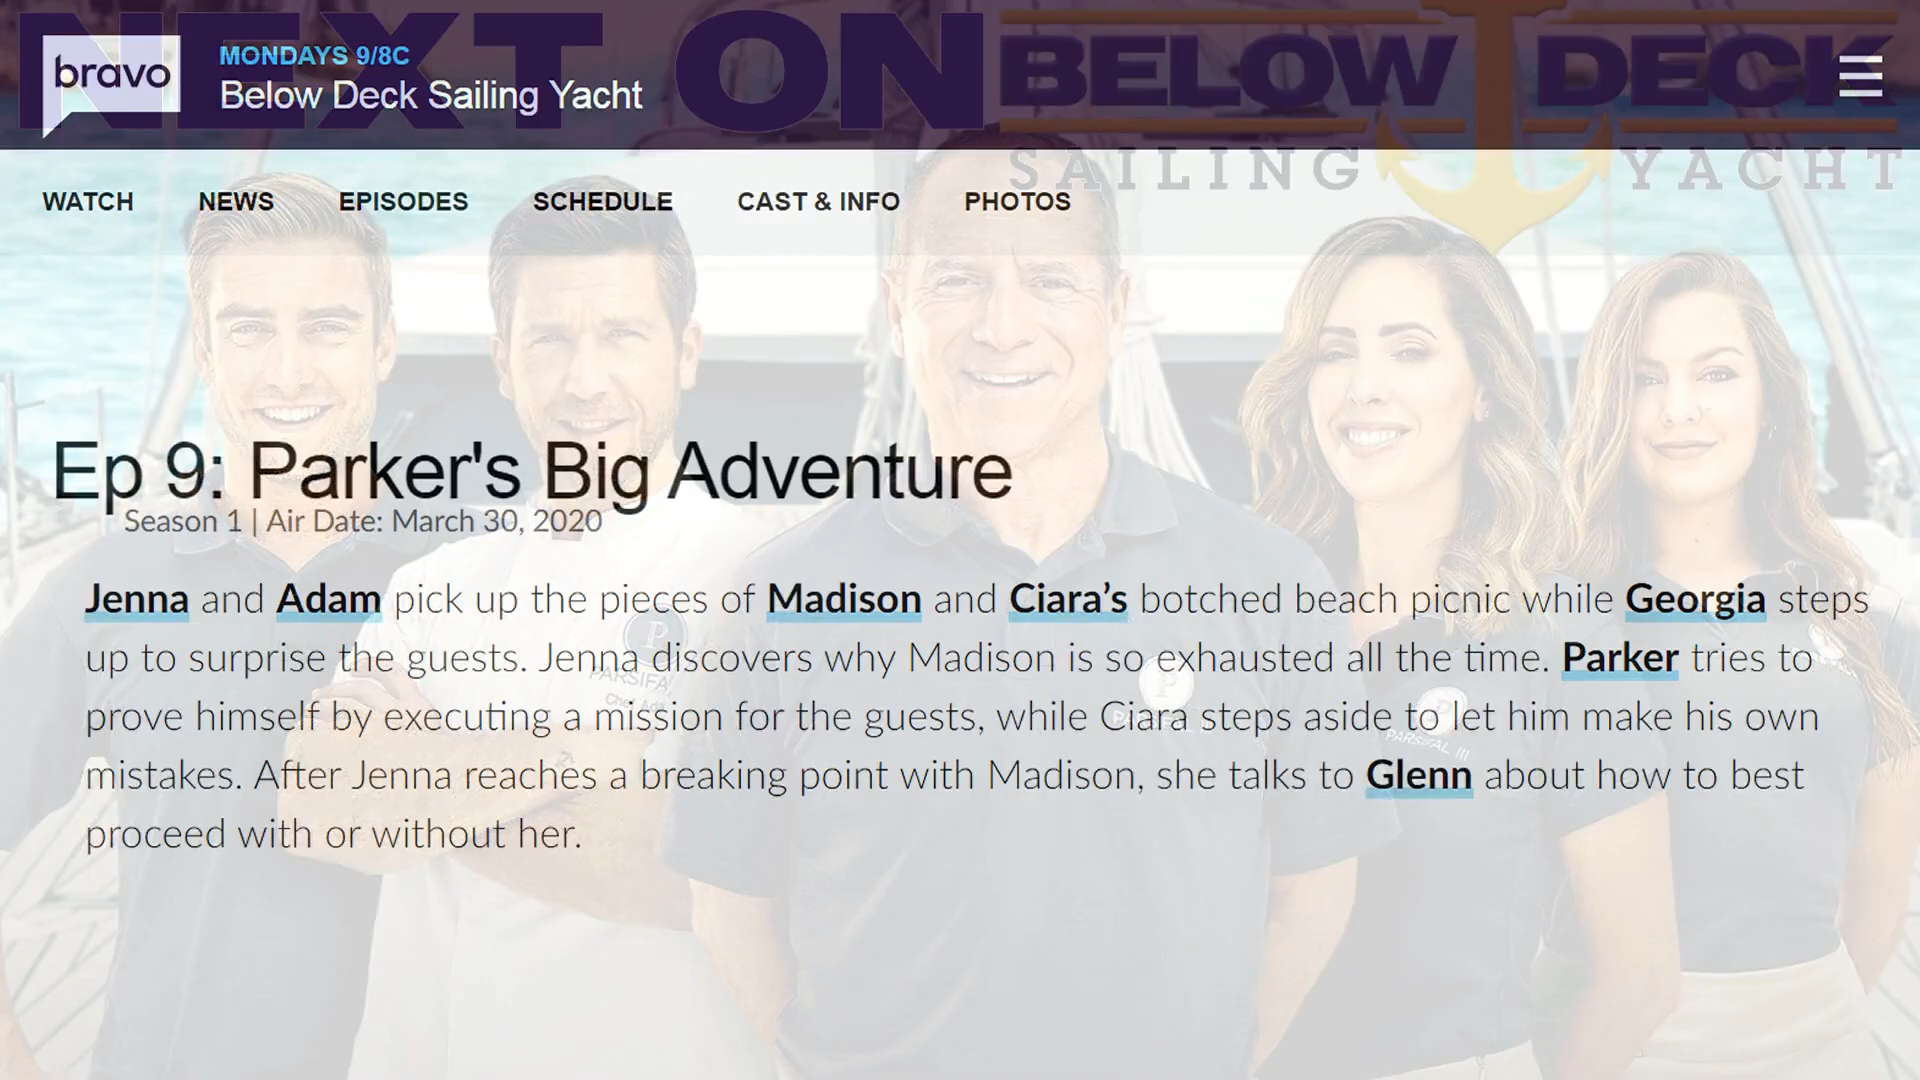 NEXT ON BELOW DECK
SAILING YACHT
bravo
MONDAYS 9/8C
Below Deck Sailing Yacht
WATCH NEWS EPISODES SCHEDULE CAST & INFO PHOTOS
Ep 9: Parker's Big Adventure
Season 1 | Air Date: March 30, 2020
Jenna and Adam pick up the pieces of Madison and Ciara’s botched beach picnic while Georgia steps
up to surprise the guests. Jenna discovers why Madison is so exhausted all the time. Parker tries to
prove himself by executing a mission for the guests, while Ciara steps aside to let him make his own
mistakes. After Jenna reaches a breaking point with Madison, she talks to Glenn about how to best
proceed with or without her.
P
PARSIFAL
PARSIFAL III